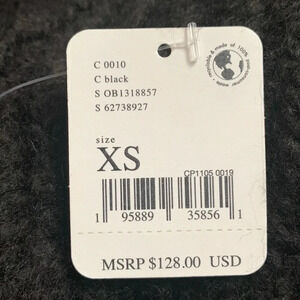 C 0010
C black
S OB1318857
S 62738927
size
XS
CP1105 0019
1 95889 35856 1
MSRP $128.00 USD